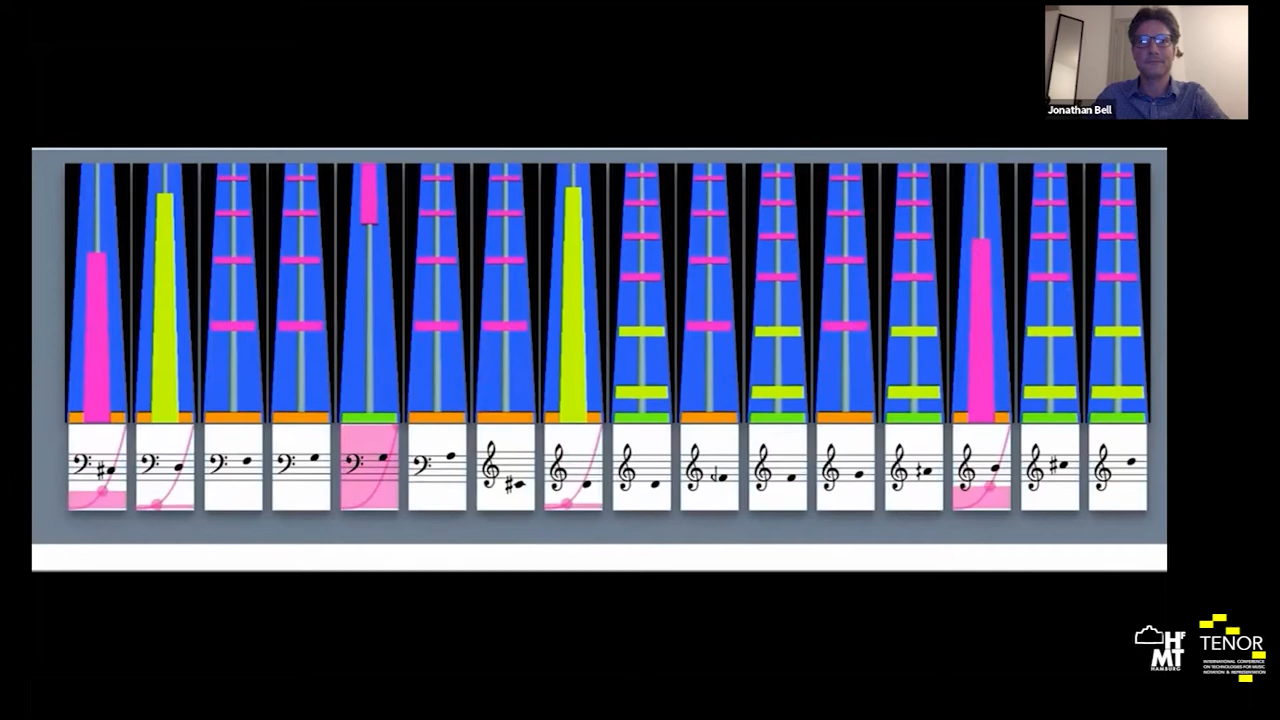 Jonathan Bell
HfMT
HAMBURG
TENOR
INTERNATIONAL CONFERENCE
ON TECHNOLOGIES FOR MUSIC
NOTATION & REPRESENTATION